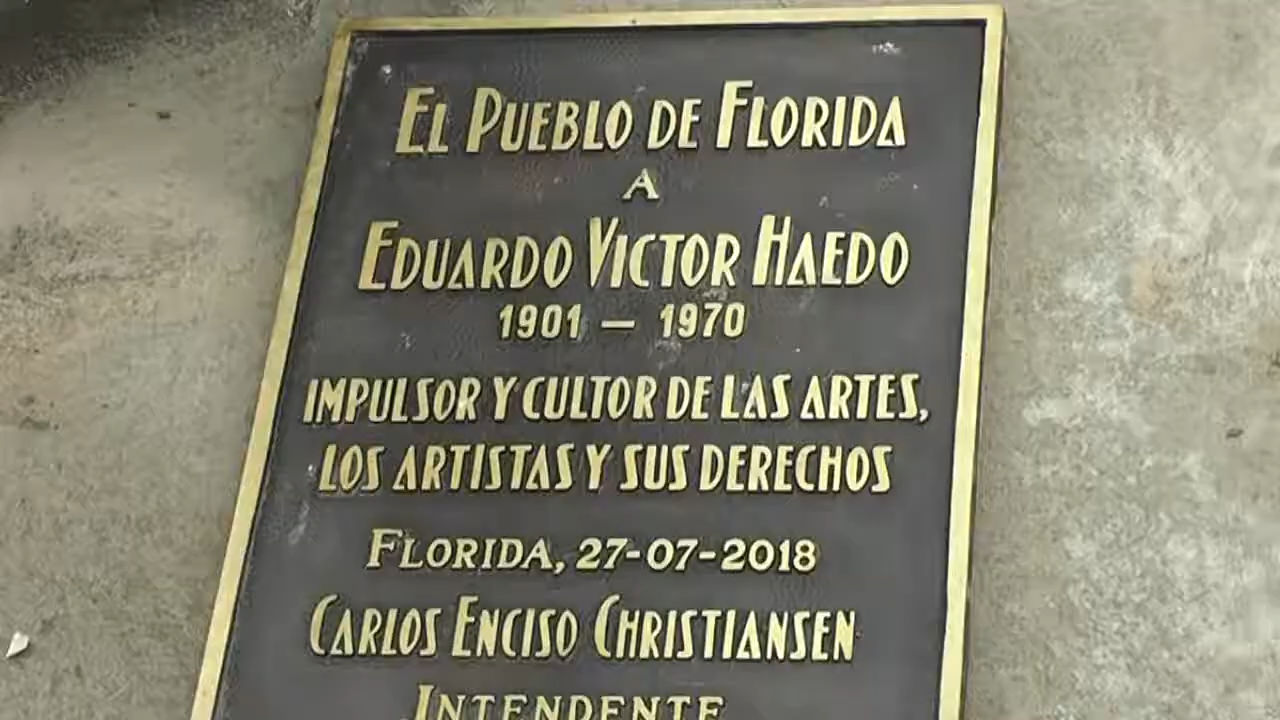 EL PUEBLO DE FLORIDA
A
EDUARDO VICTOR HAEDO
1901 — 1970
IMPULSOR Y CULTOR DE LAS ARTES,
LOS ARTISTAS Y SUS DERECHOS
FLORIDA, 27-07-2018
CARLOS ENCISO CHRISTIANSEN
INTENDENTE